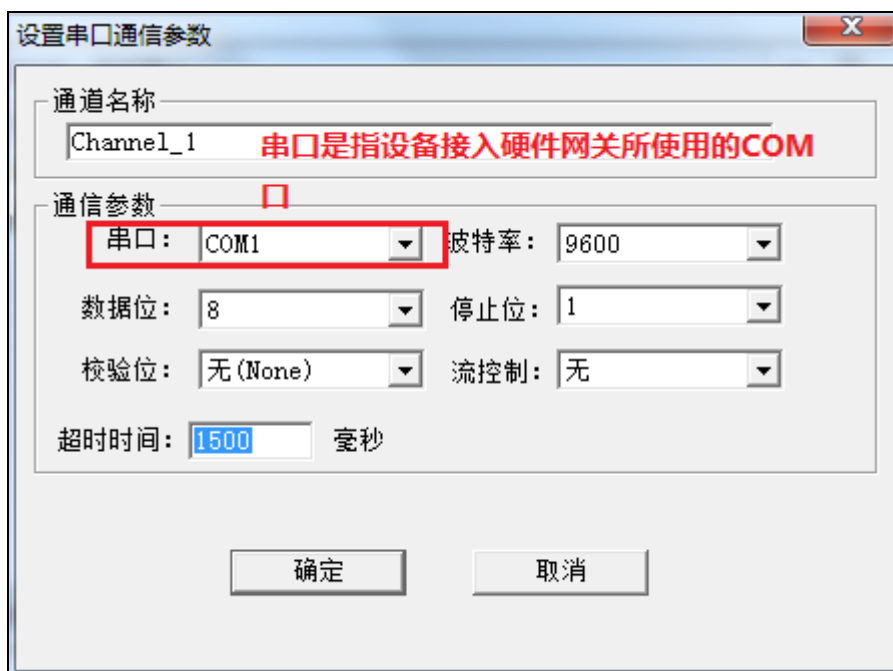 设置串口通信参数
通道名称
Channel_1
串口是指设备接入硬件网关所使用的COM
口
通信参数
串口： COM1 波特率： 9600
数据位： 8 停止位： 1
校验位： 无(None) 流控制： 无
超时时间： 1500 毫秒
确定 取消